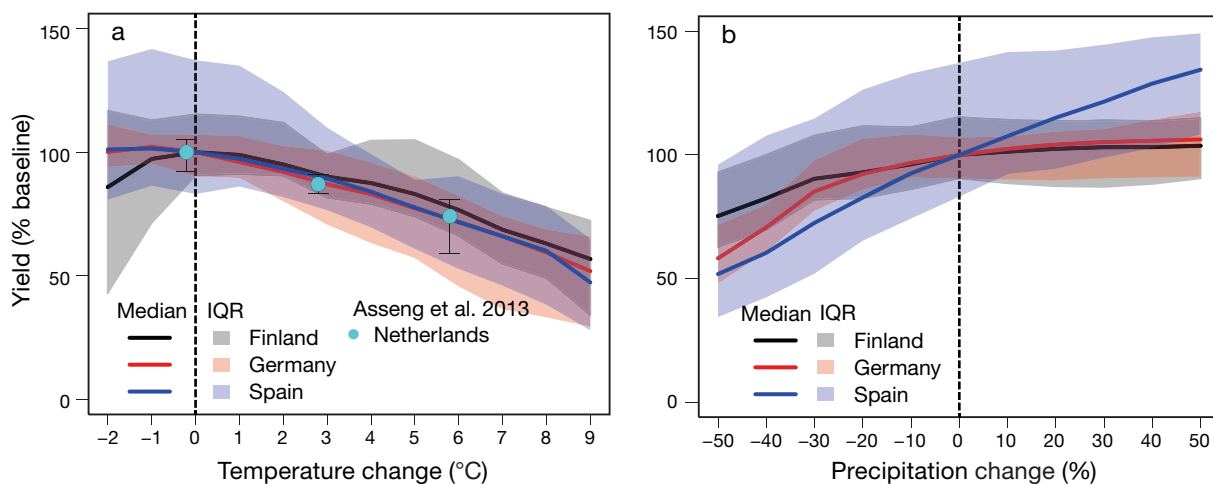 a
Yield (% baseline)
150
100
50
0
Median IQR
Finland
Germany
Spain
Asseng et al. 2013
Netherlands
−2 −1 0 1 2 3 4 5 6 7 8 9
Temperature change (°C)
b
150
100
50
0
Median IQR
Finland
Germany
Spain
−50 −40 −30 −20 −10 0 10 20 30 40 50
Precipitation change (%)